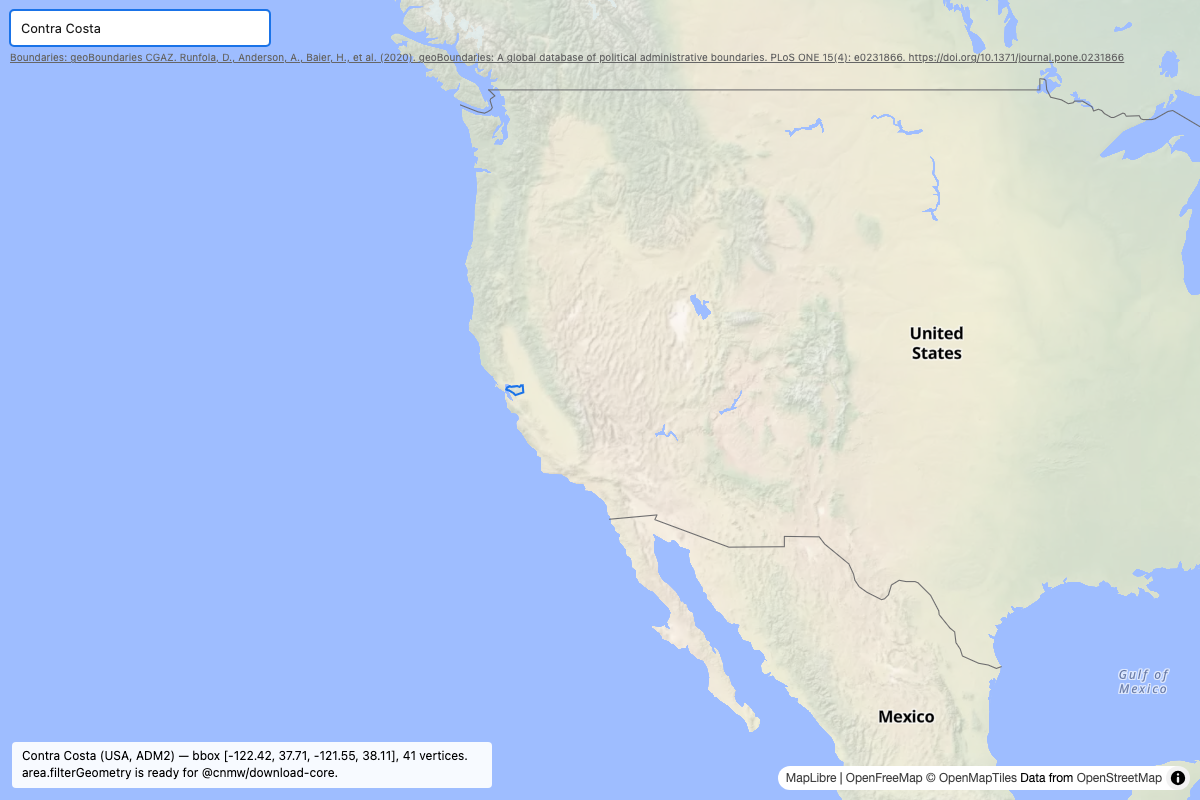 Contra Costa
Boundaries: geoBoundaries CGAZ. Runfola, D., Anderson, A., Baier, H., et al. (2020). geoBoundaries: A global database of political administrative boundaries. PLoS ONE 15(4): e0231866. https://doi.org/10.1371/journal.pone.0231866
United
States
Gulf of
Mexico
Mexico
Contra Costa (USA, ADM2) — bbox [-122.42, 37.71, -121.55, 38.11], 41 vertices.
area.filterGeometry is ready for @cnmw/download-core.
MapLibre | OpenFreeMap © OpenMapTiles Data from OpenStreetMap